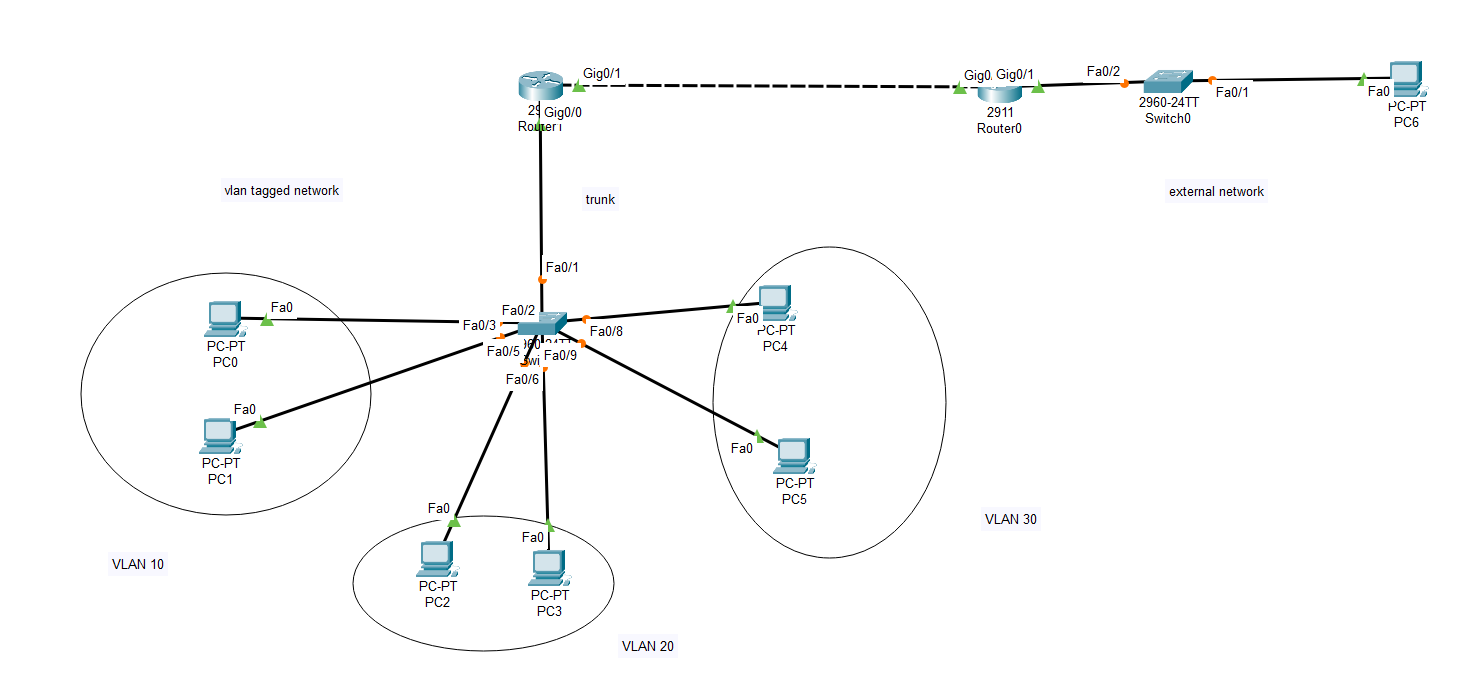 Gig0/1
Gig0/0
Router1
Gig0/1
2911
Router0
Fa0/2
2960-24TT
Switch0
Fa0/1
Fa0
PC-PT
PC6
vlan tagged network
trunk
external network
Fa0/1
Fa0
PC-PT
PC0
Fa0/2
Fa0/3
Fa0/5
Fa0/6
Fa0/9
Fa0/8
Fa0
PC-PT
PC4
Fa0
PC-PT
PC1
Fa0
PC-PT
PC5
VLAN 30
VLAN 10
Fa0
PC-PT
PC2
Fa0
PC-PT
PC3
VLAN 20